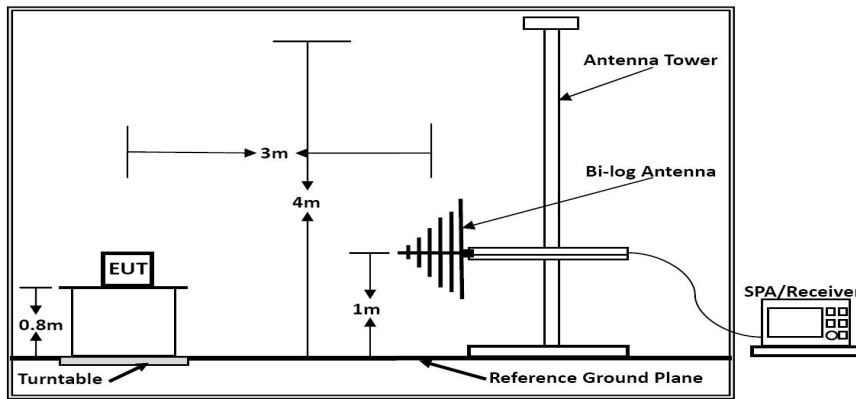 Antenna Tower
3m
Bi-log Antenna
4m
EUT
SPA/Receiver
0.8m
1m
Turntable
Reference Ground Plane